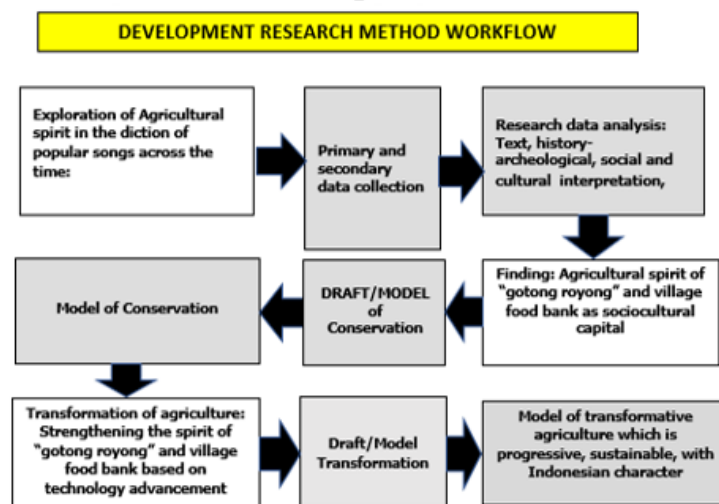 DEVELOPMENT RESEARCH METHOD WORKFLOW
Exploration of Agricultural
spirit in the diction of
popular songs across the
time:
Primary and
secondary
data collection
Research data analysis:
Text, history-
archeological, social and
cultural interpretation,
Finding: Agricultural spirit of
"gotong royong" and village
food bank as sociocultural
capital
DRAFT/MODEL
of
Conservation
Model of Conservation
Transformation of agriculture:
Strengthening the spirit of
"gotong royong" and village
food bank based on
technology advancement
Draft/Model
Transformation
Model of transformative
agriculture which is
progressive, sustainable, with
Indonesian character